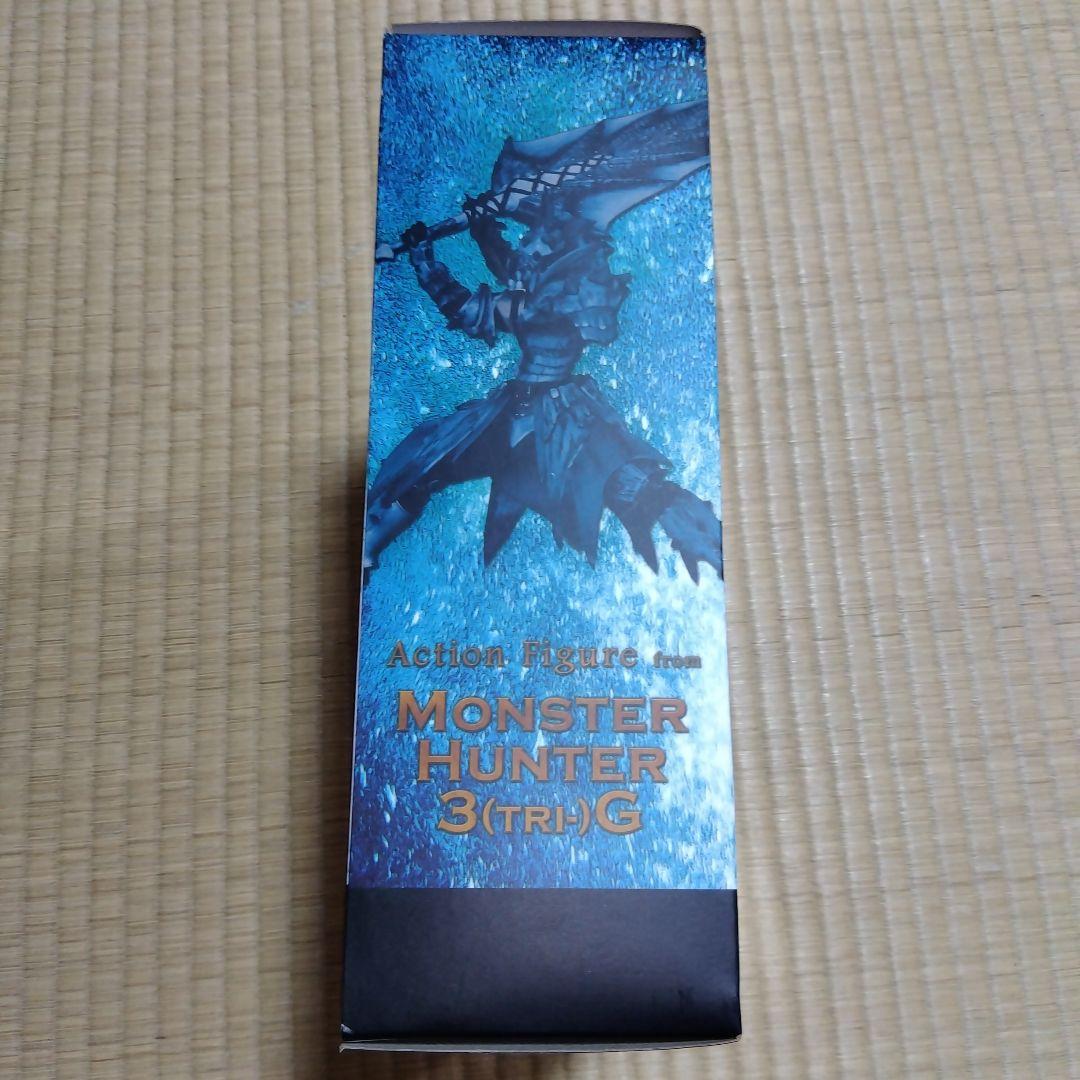 Action Figure from
MONSTER
HUNTER
3(TRI-)G